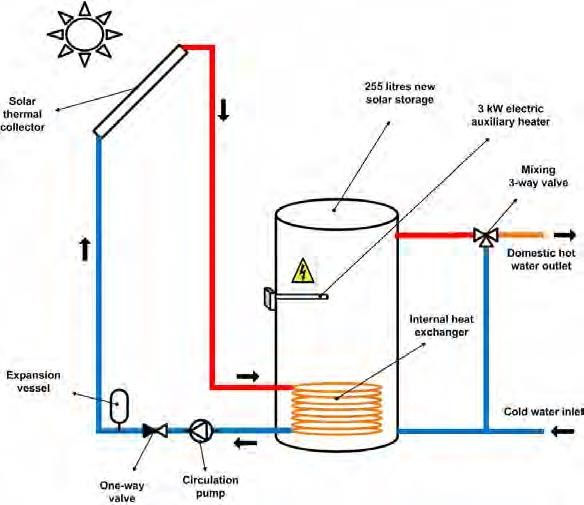 Solar
thermal
collector
255 litres new
solar storage
3 kW electric
auxiliary heater
Mixing
3-way valve
Domestic hot
water outlet
Internal heat
exchanger
Expansion
vessel
Cold water inlet
One-way
valve
Circulation
pump